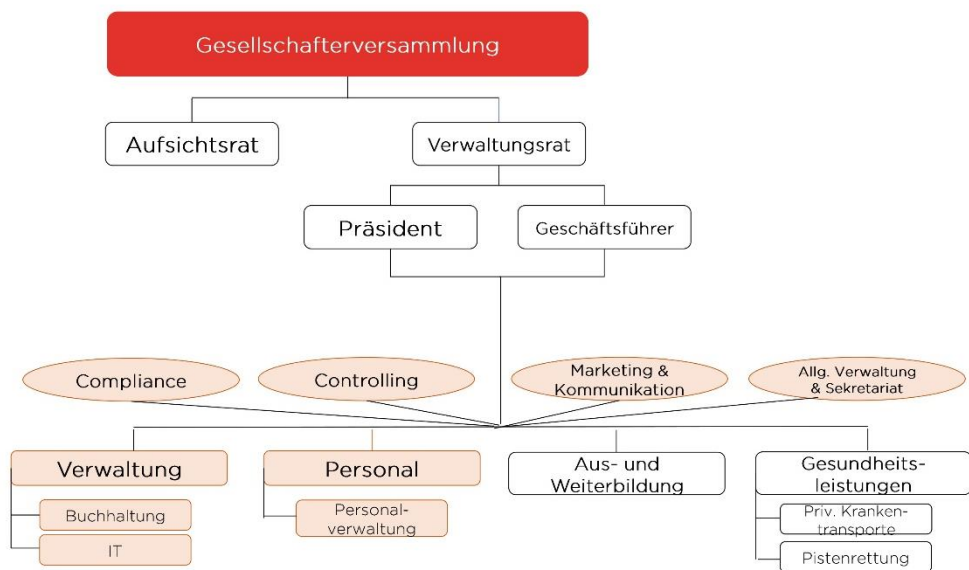 Gesellschafterversammlung
Aufsichtsrat
Verwaltungsrat
Präsident
Geschäftsführer
Compliance
Controlling
Marketing &
Kommunikation
Allg. Verwaltung
& Sekretariat
Verwaltung
Buchhaltung
IT
Personal
Personal-
verwaltung
Aus- und
Weiterbildung
Gesundheits-
leistungen
Priv. Kranken-
transporte
Pistenrettung